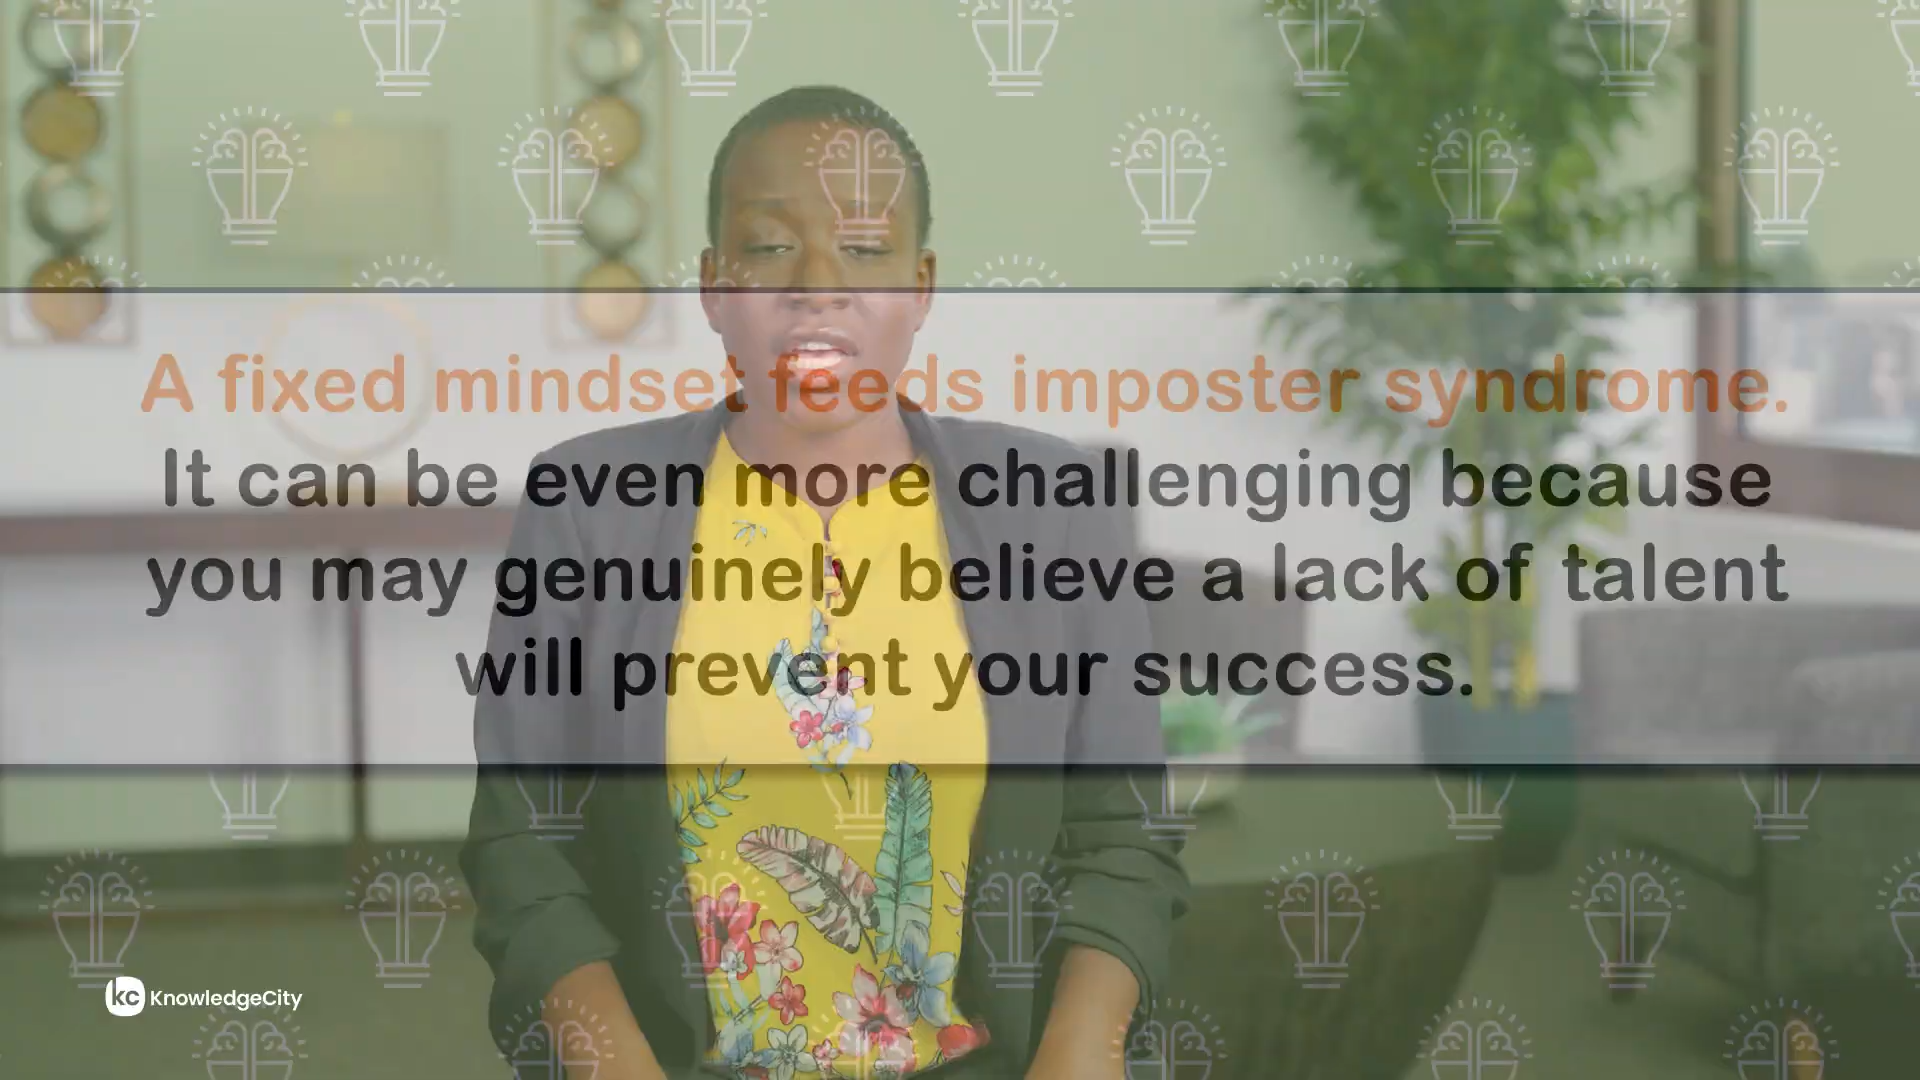 A fixed mindset feeds imposter syndrome.
It can be even more challenging because
you may genuinely believe a lack of talent
will prevent your success.
kc KnowledgeCity